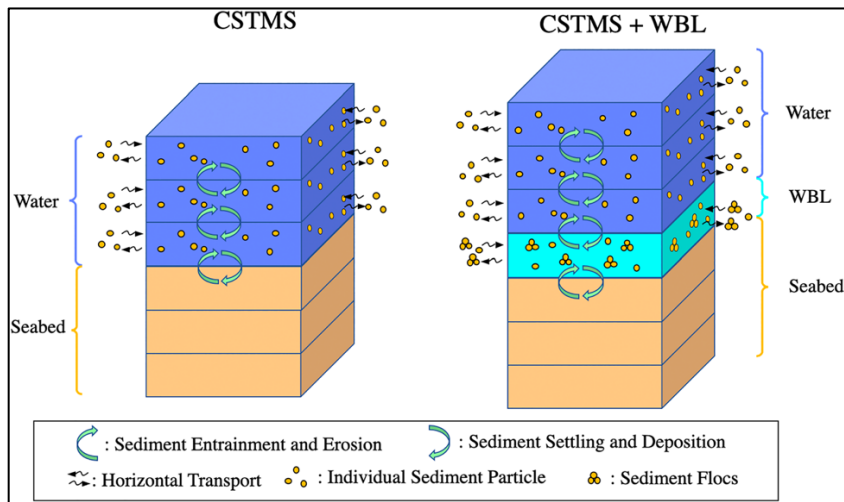 CSTMS
CSTMS + WBL
Water
Seabed
Water
WBL
Seabed
: Sediment Entrainment and Erosion
: Sediment Settling and Deposition
: Horizontal Transport
: Individual Sediment Particle
: Sediment Flocs